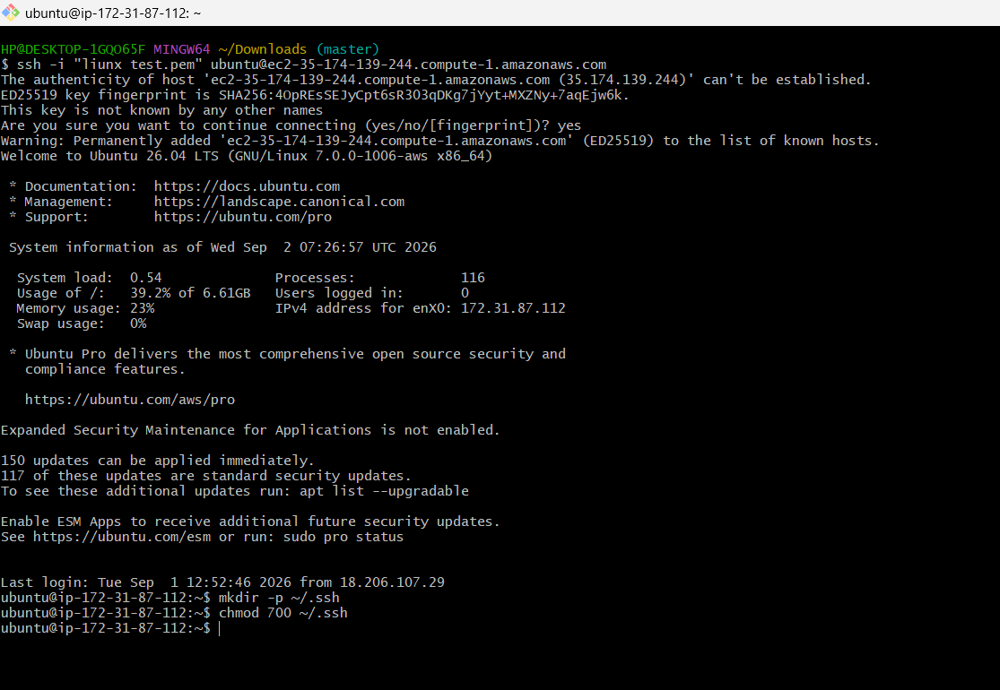 ubuntu@ip-172-31-87-112: ~
HP@DESKTOP-1GQO65F MINGW64 ~/Downloads (master)
$ ssh -i "liunx test.pem" ubuntu@ec2-35-174-139-244.compute-1.amazonaws.com
The authenticity of host 'ec2-35-174-139-244.compute-1.amazonaws.com (35.174.139.244)' can't be established.
ED25519 key fingerprint is SHA256:4OpREsSEJyCpt6sR3O3qDKg7jYyt+MXZNy+7aqEjw6k.
This key is not known by any other names
Are you sure you want to continue connecting (yes/no/[fingerprint])? yes
Warning: Permanently added 'ec2-35-174-139-244.compute-1.amazonaws.com' (ED25519) to the list of known hosts.
Welcome to Ubuntu 26.04 LTS (GNU/Linux 7.0.0-1006-aws x86_64)
 * Documentation:  https://docs.ubuntu.com
 * Management:     https://landscape.canonical.com
 * Support:        https://ubuntu.com/pro
 System information as of Wed Sep  2 07:26:57 UTC 2026
  System load:  0.54              Processes:             116
  Usage of /:   39.2% of 6.61GB   Users logged in:       0
  Memory usage: 23%               IPv4 address for enX0: 172.31.87.112
  Swap usage:   0%
 * Ubuntu Pro delivers the most comprehensive open source security and
   compliance features.
   https://ubuntu.com/aws/pro
Expanded Security Maintenance for Applications is not enabled.
150 updates can be applied immediately.
117 of these updates are standard security updates.
To see these additional updates run: apt list --upgradable
Enable ESM Apps to receive additional future security updates.
See https://ubuntu.com/esm or run: sudo pro status
Last login: Tue Sep  1 12:52:46 2026 from 18.206.107.29
ubuntu@ip-172-31-87-112:~$ mkdir -p ~/.ssh
ubuntu@ip-172-31-87-112:~$ chmod 700 ~/.ssh
ubuntu@ip-172-31-87-112:~$